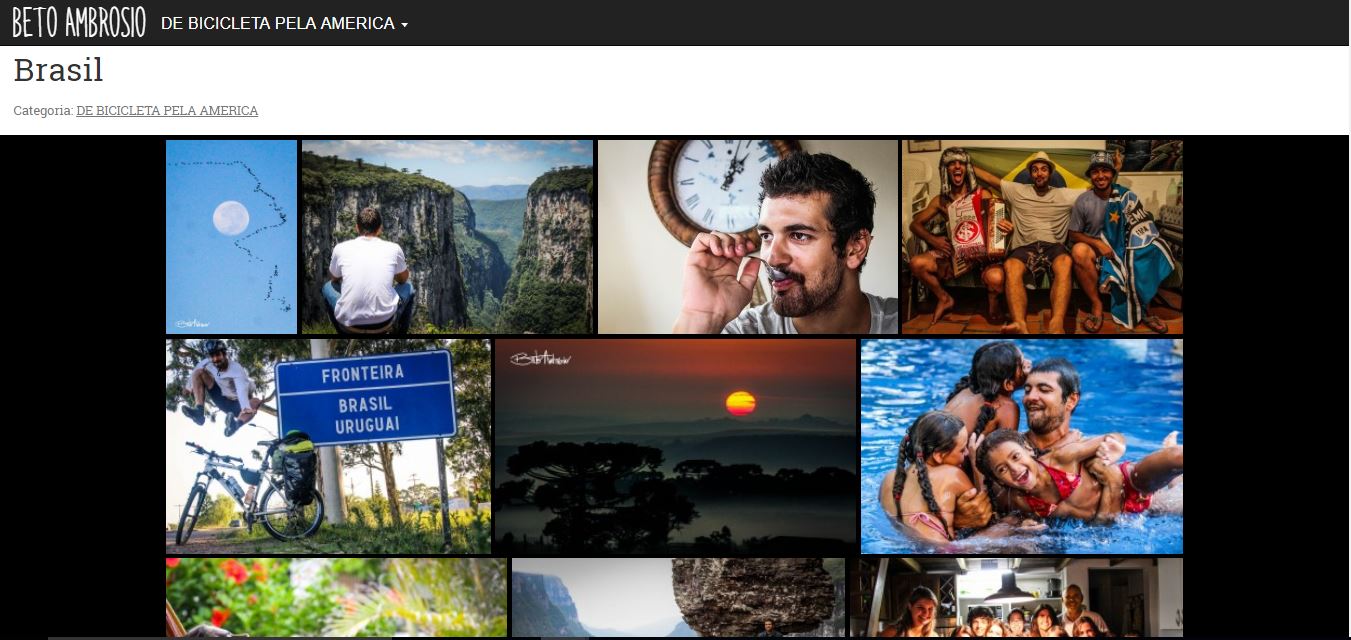 BETO AMBROSIO DE BICICLETA PELA AMERICA
Brasil
Categoria: DE BICICLETA PELA AMERICA
FRONTEIRA
BRASIL
URUGUAI